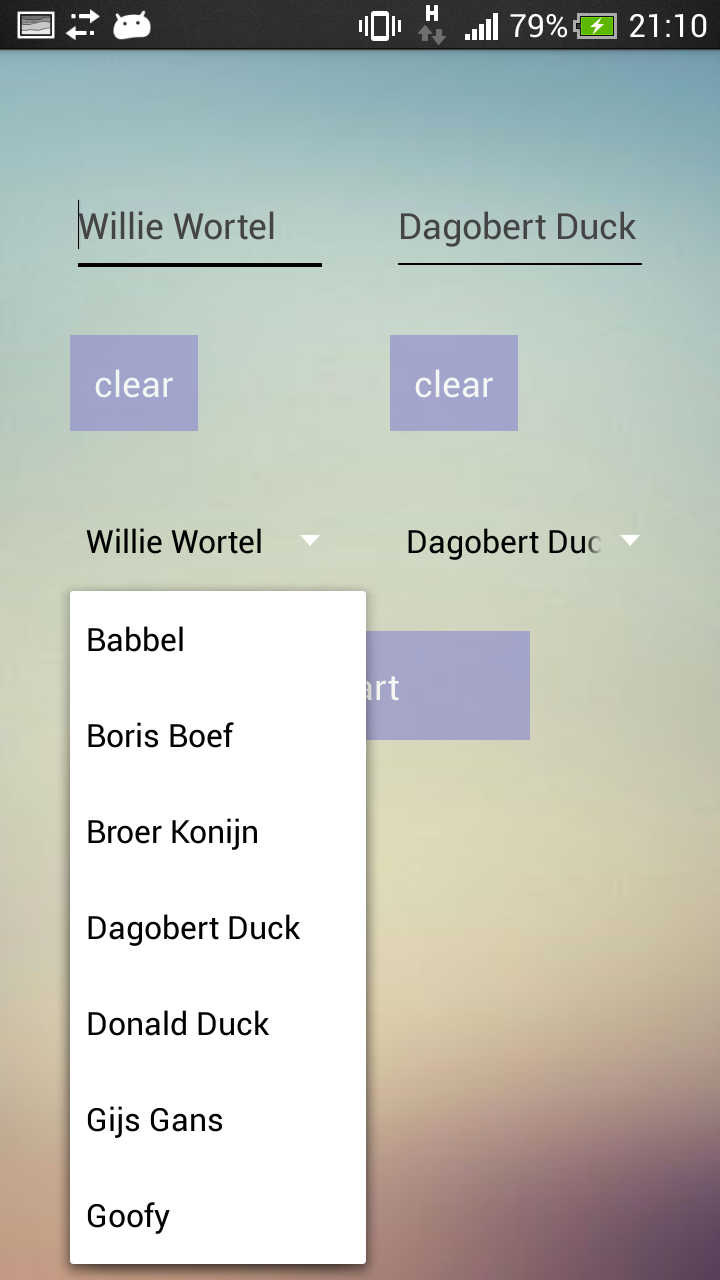 H 79% 21:10
Willie Wortel Dagobert Duck
clear clear
Willie Wortel Dagobert Duc
Babbel
art
Boris Boef
Broer Konijn
Dagobert Duck
Donald Duck
Gijs Gans
Goofy